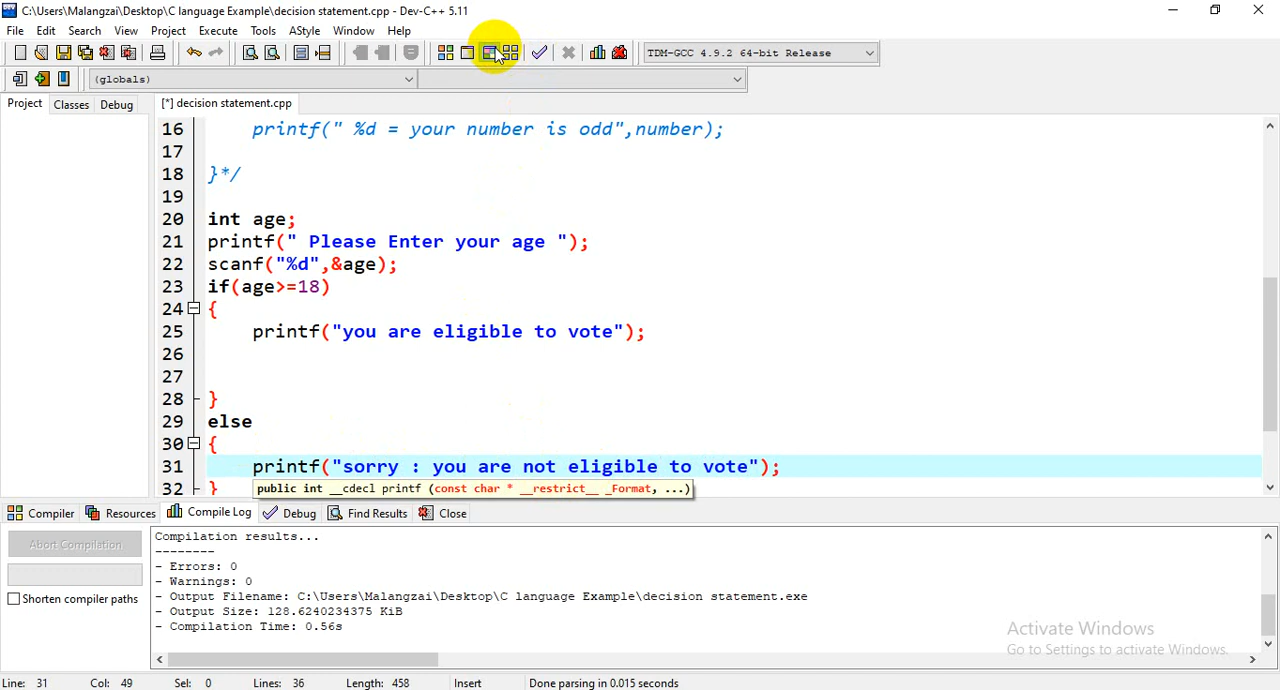 C:\Users\Malangzai\Desktop\C language Example\decision statement.cpp - Dev-C++ 5.11
File Edit Search View Project Execute Tools AStyle Window Help
TDM-GCC 4.9.2 64-bit Release
(globals)
Project Classes Debug [*] decision statement.cpp
16 printf(" %d = your number is odd",number);
17
18 }*/
19
20 int age;
21 printf(" Please Enter your age ");
22 scanf("%d",&age);
23 if(age>=18)
24 {
25 printf("you are eligible to vote");
26
27
28 }
29 else
30 {
31 printf("sorry : you are not eligible to vote");
32 }
public int __cdecl printf (const char * __restrict__ _Format, ...)
Compiler Resources Compile Log Debug Find Results Close
Abort Compilation
Shorten compiler paths
Compilation results...
--------
- Errors: 0
- Warnings: 0
- Output Filename: C:\Users\Malangzai\Desktop\C language Example\decision statement.exe
- Output Size: 128.6240234375 KiB
- Compilation Time: 0.56s
Activate Windows
Go to Settings to activate Windows.
Line: 31 Col: 49 Sel: 0 Lines: 36 Length: 458 Insert Done parsing in 0.015 seconds